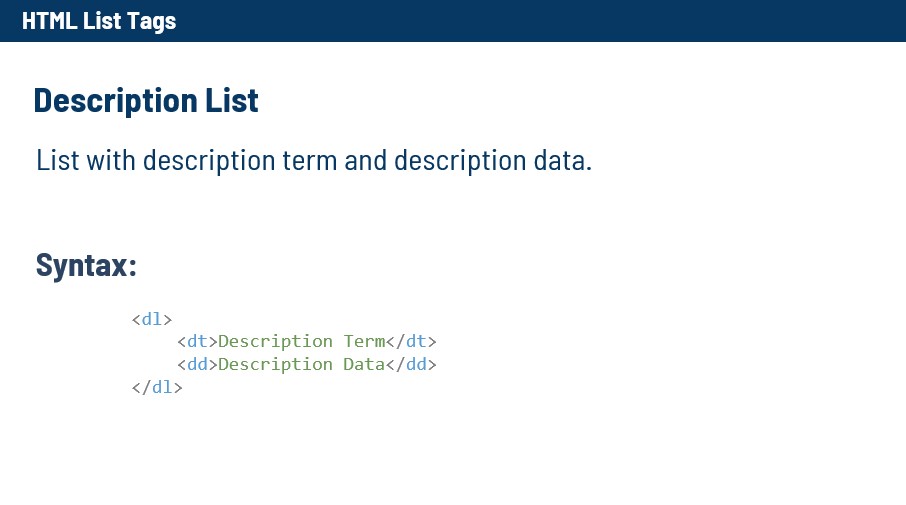 HTML List Tags
Description List
List with description term and description data.
Syntax:
<dl>
<dt>Description Term</dt>
<dd>Description Data</dd>
</dl>